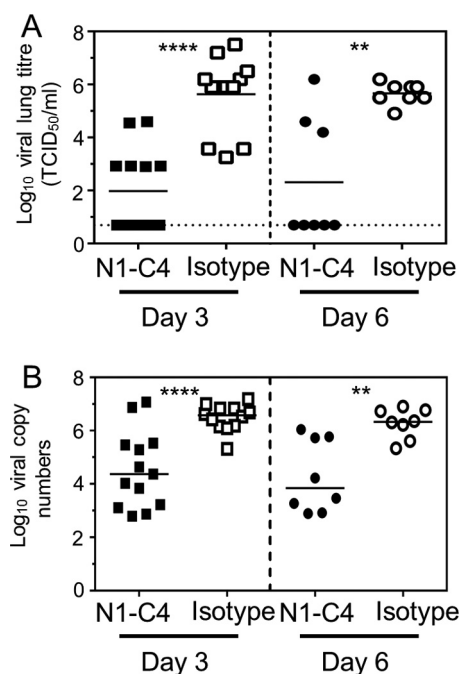 A
Log10 viral lung titre
(TCID50/ml)
8
6
4
2
0
****
**
N1-C4 Isotype N1-C4 Isotype
Day 3 Day 6
B
Log10 viral copy
numbers
8
6
4
2
0
****
**
N1-C4 Isotype N1-C4 Isotype
Day 3 Day 6